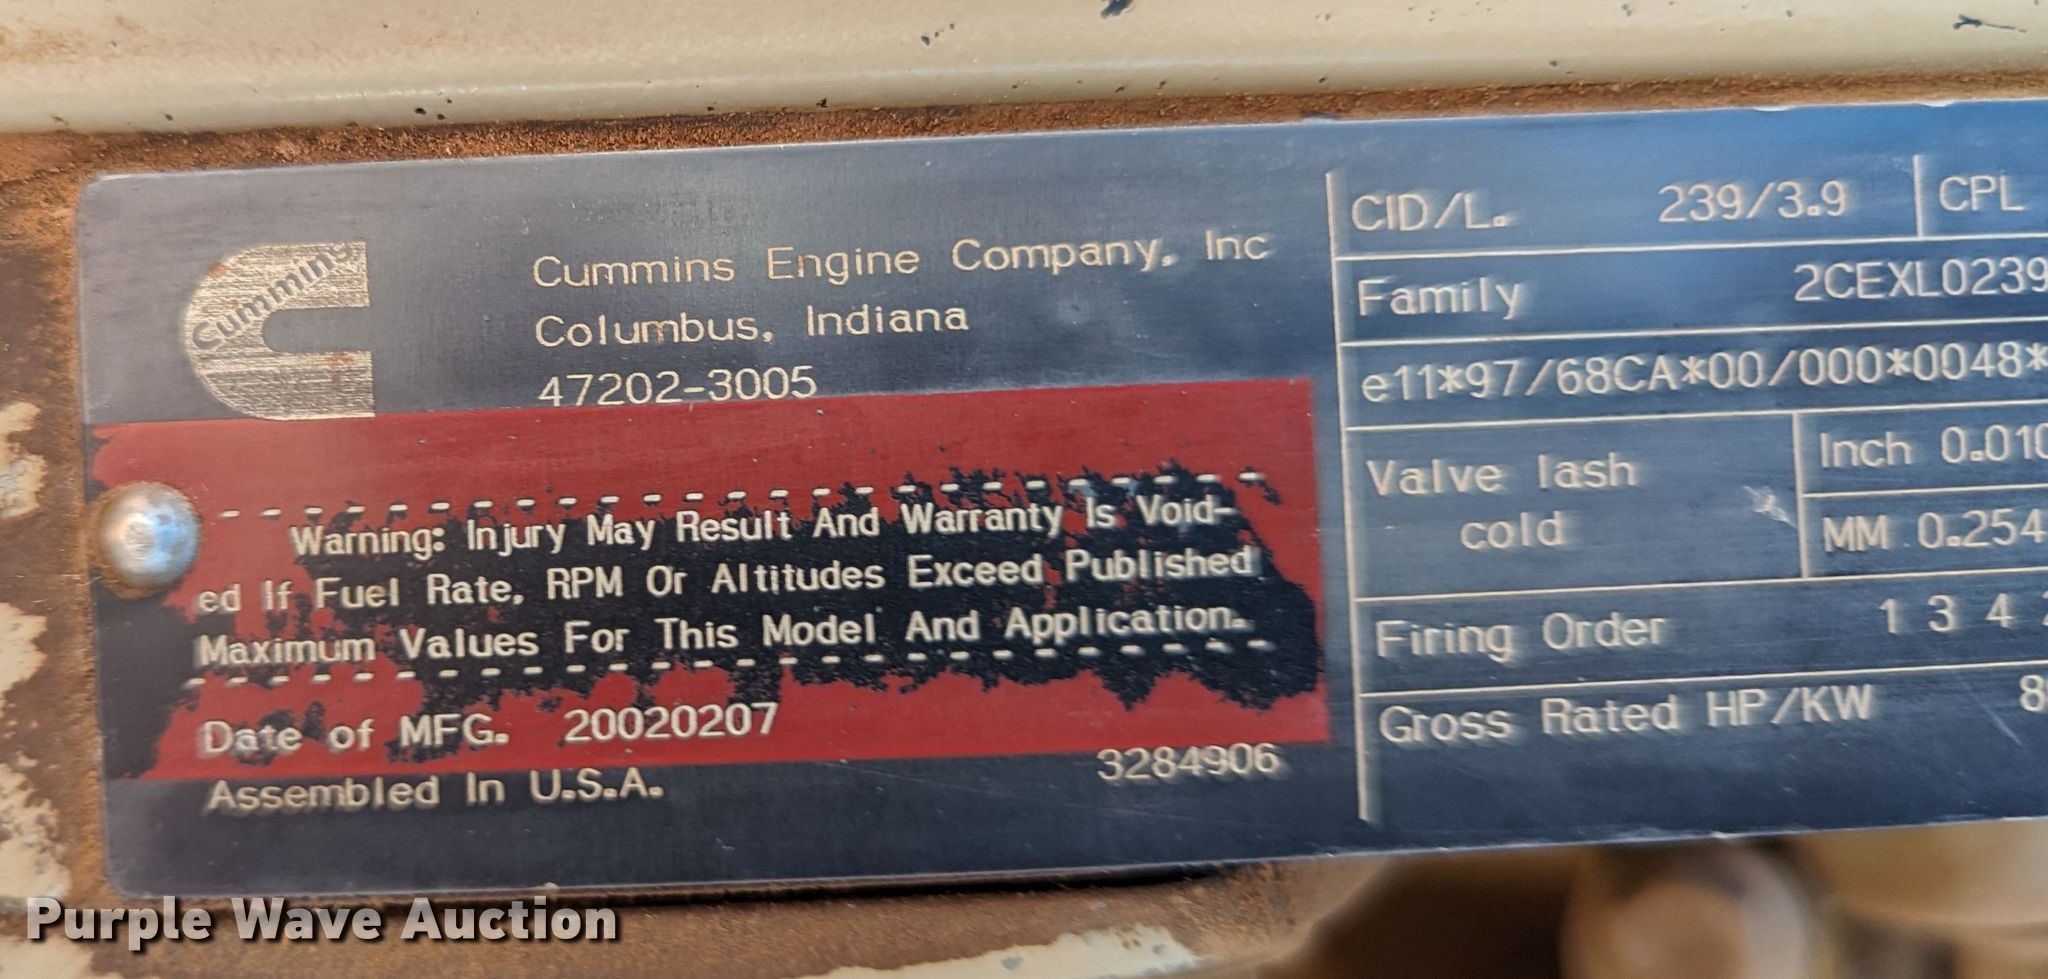 Cummins
Cummins Engine Company, Inc
Columbus, Indiana
47202-3005
Warning: Injury May Result And Warranty Is Void-
ed If Fuel Rate, RPM Or Altitudes Exceed Published
Maximum Values For This Model And Application.
Date of MFG. 20020207
Assembled In U.S.A.
3284906
CID/L. 239/3.9 CPL
Family 2CEXL0239
e11*97/68CA*00/000*0048*
Valve lash
cold
Inch 0.010
MM 0.254
Firing Order 1 3 4 2
Gross Rated HP/KW 8
Purple Wave Auction